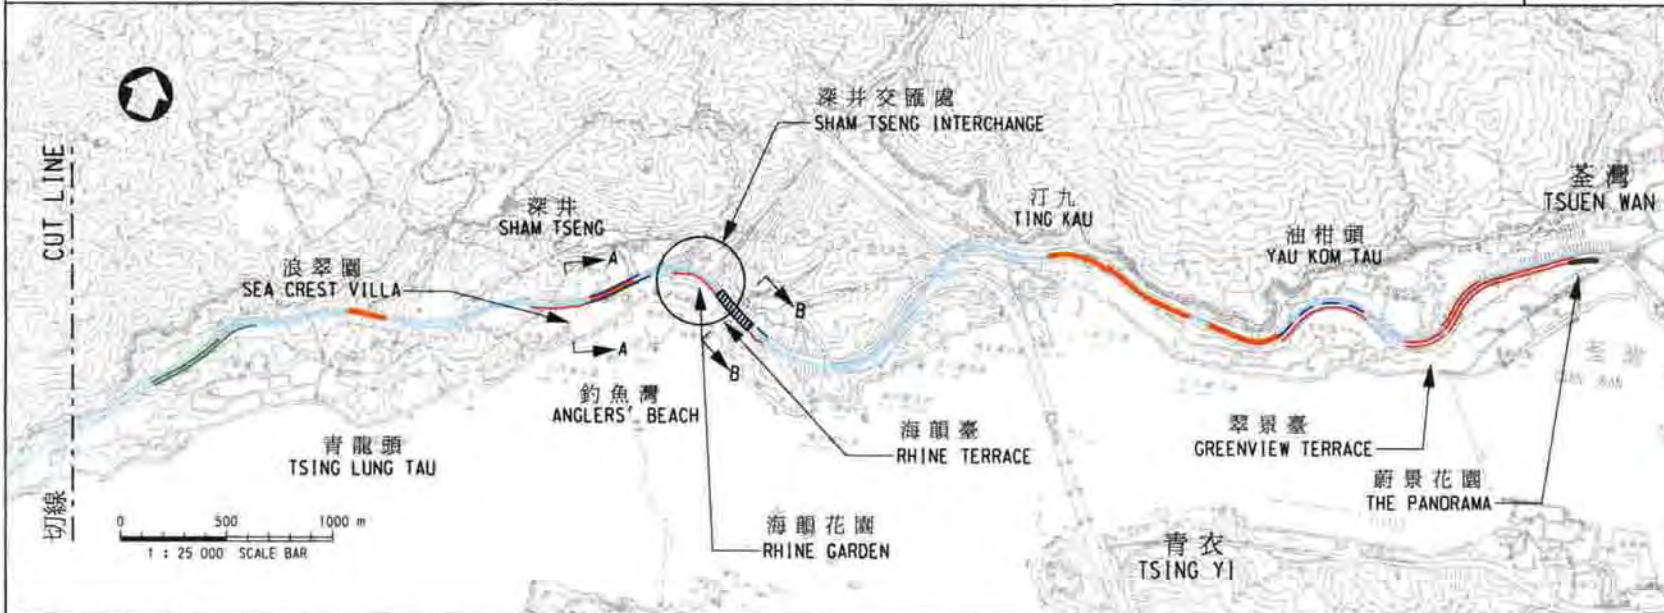 深井交匯處
SHAM TSENG INTERCHANGE
荃灣
TSUEN WAN
汀九
TING KAU
深井
SHAM TSENG
油柑頭
YAU KOM TAU
CUT LINE
切線
浪翠園
SEA CREST VILLA
A
A
B
B
釣魚灣
ANGLERS' BEACH
青龍頭
TSING LUNG TAU
海韻臺
RHINE TERRACE
翠景臺
GREENVIEW TERRACE
蔚景花園
THE PANORAMA
海韻花園
RHINE GARDEN
青衣
TSING YI
0 500 1000 m
1 : 25 000 SCALE BAR